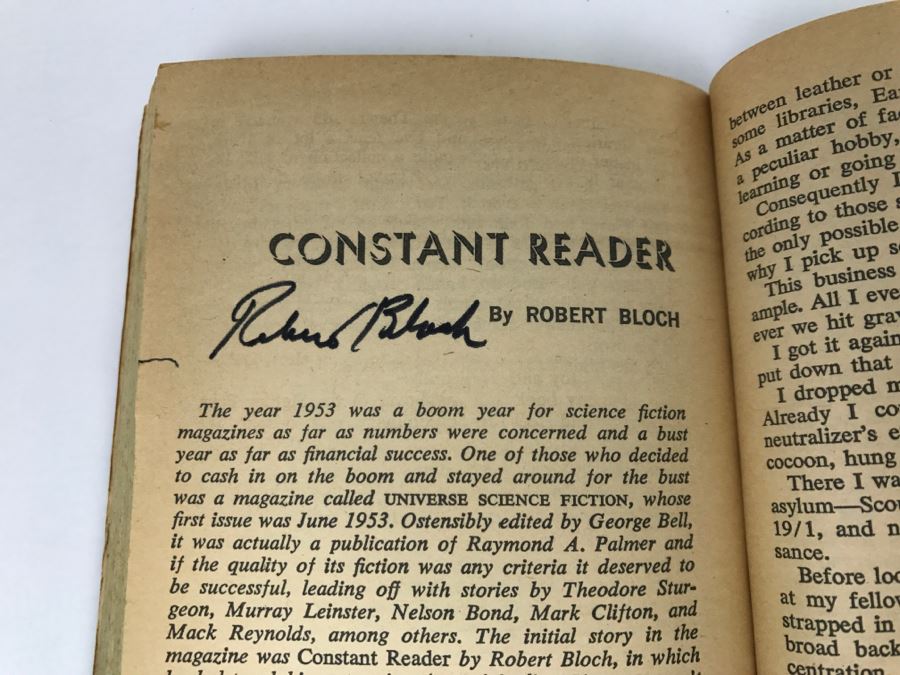 CONSTANT READER
Robert Bloch
By ROBERT BLOCH
The year 1953 was a boom year for science fiction
magazines as far as numbers were concerned and a bust
year as far as financial success. One of those who decided
to cash in on the boom and stayed around for the bust
was a magazine called UNIVERSE SCIENCE FICTION, whose
first issue was June 1953. Ostensibly edited by George Bell,
it was actually a publication of Raymond A. Palmer and
if the quality of its fiction was any criteria it deserved to
be successful, leading off with stories by Theodore Stur-
geon, Murray Leinster, Nelson Bond, Mark Clifton, and
Mack Reynolds, among others. The initial story in the
magazine was Constant Reader by Robert Bloch, in which
between leather or
some libraries, Ea
As a matter of fac
a peculiar hobby,
learning or going
Consequently I
cording to those s
the only possible
why I pick up s
This business
ample. All I eve
ever we hit grav
I got it again
put down that
I dropped m
Already I co
neutralizer's e
cocoon, hung
There I wa
asylum—Scou
19/1, and n
sance.
Before loo
at my fellow
strapped in
broad back
centration